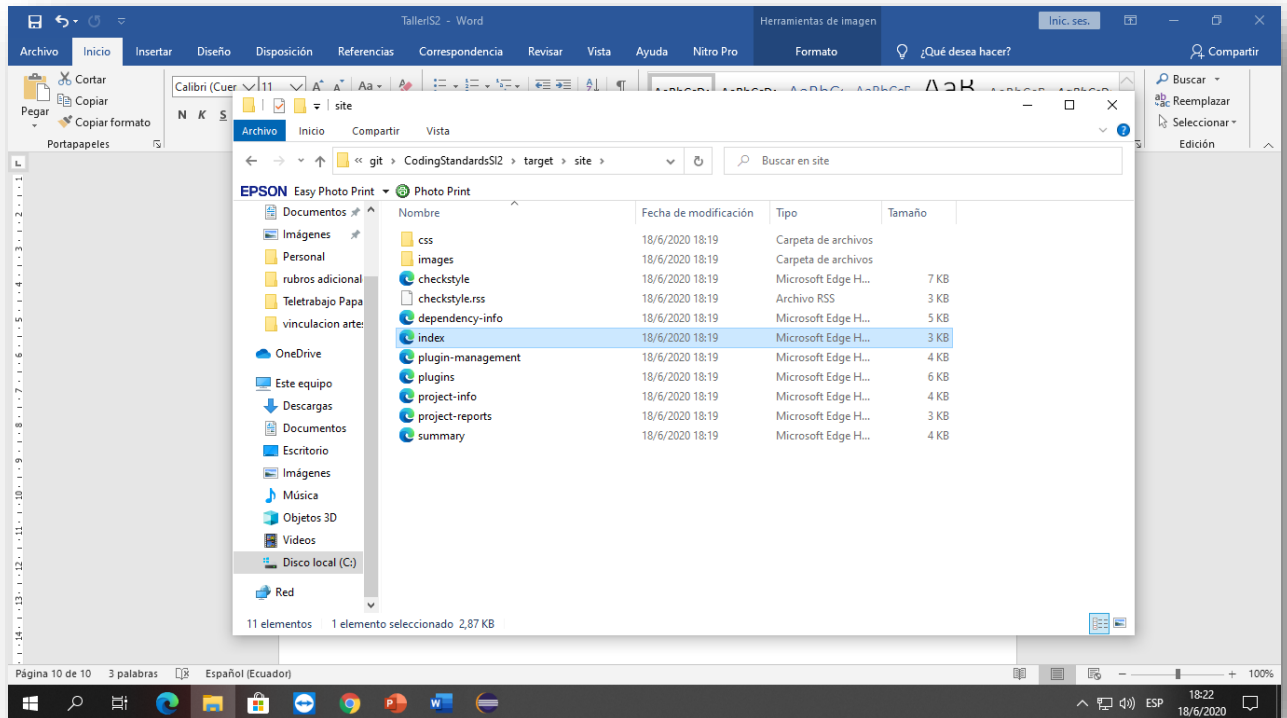 TallerIS2 - Word
Herramientas de imagen
Inic. ses.
Archivo Inicio Insertar Diseño Disposición Referencias Correspondencia Revisar Vista Ayuda Nitro Pro Formato ¿Qué desea hacer? Compartir
Cortar
Copiar
Copiar formato
Pegar
Portapapeles
Calibri (Cuer 11
N K S
Buscar
Reemplazar
Seleccionar
Edición
site
Archivo Inicio Compartir Vista
« git › CodingStandardsSI2 › target › site ›
Buscar en site
EPSON Easy Photo Print Photo Print
Documentos
Imágenes
Personal
rubros adicional
Teletrabajo Papa
vinculacion arte
OneDrive
Este equipo
Descargas
Documentos
Escritorio
Imágenes
Música
Objetos 3D
Videos
Disco local (C:)
Red
Nombre Fecha de modificación Tipo Tamaño
css 18/6/2020 18:19 Carpeta de archivos
images 18/6/2020 18:19 Carpeta de archivos
checkstyle 18/6/2020 18:19 Microsoft Edge H... 7 KB
checkstyle.rss 18/6/2020 18:19 Archivo RSS 3 KB
dependency-info 18/6/2020 18:19 Microsoft Edge H... 5 KB
index 18/6/2020 18:19 Microsoft Edge H... 3 KB
plugin-management 18/6/2020 18:19 Microsoft Edge H... 4 KB
plugins 18/6/2020 18:19 Microsoft Edge H... 6 KB
project-info 18/6/2020 18:19 Microsoft Edge H... 4 KB
project-reports 18/6/2020 18:19 Microsoft Edge H... 3 KB
summary 18/6/2020 18:19 Microsoft Edge H... 4 KB
11 elementos 1 elemento seleccionado 2,87 KB
Página 10 de 10 3 palabras Español (Ecuador) 100%
ESP
18:22
18/6/2020